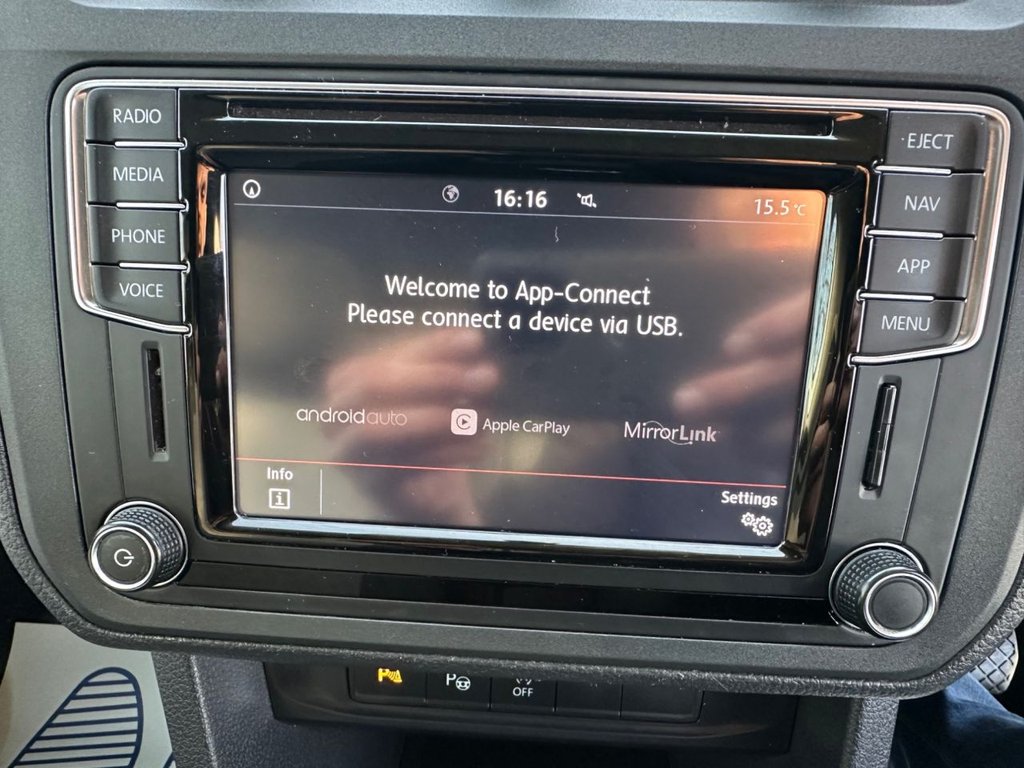 RADIO
MEDIA
PHONE
VOICE
EJECT
NAV
APP
MENU
16:16
15.5°C
Welcome to App-Connect
Please connect a device via USB.
androidauto
Apple CarPlay
MirrorLink
Info
i
Settings
P
P
OFF